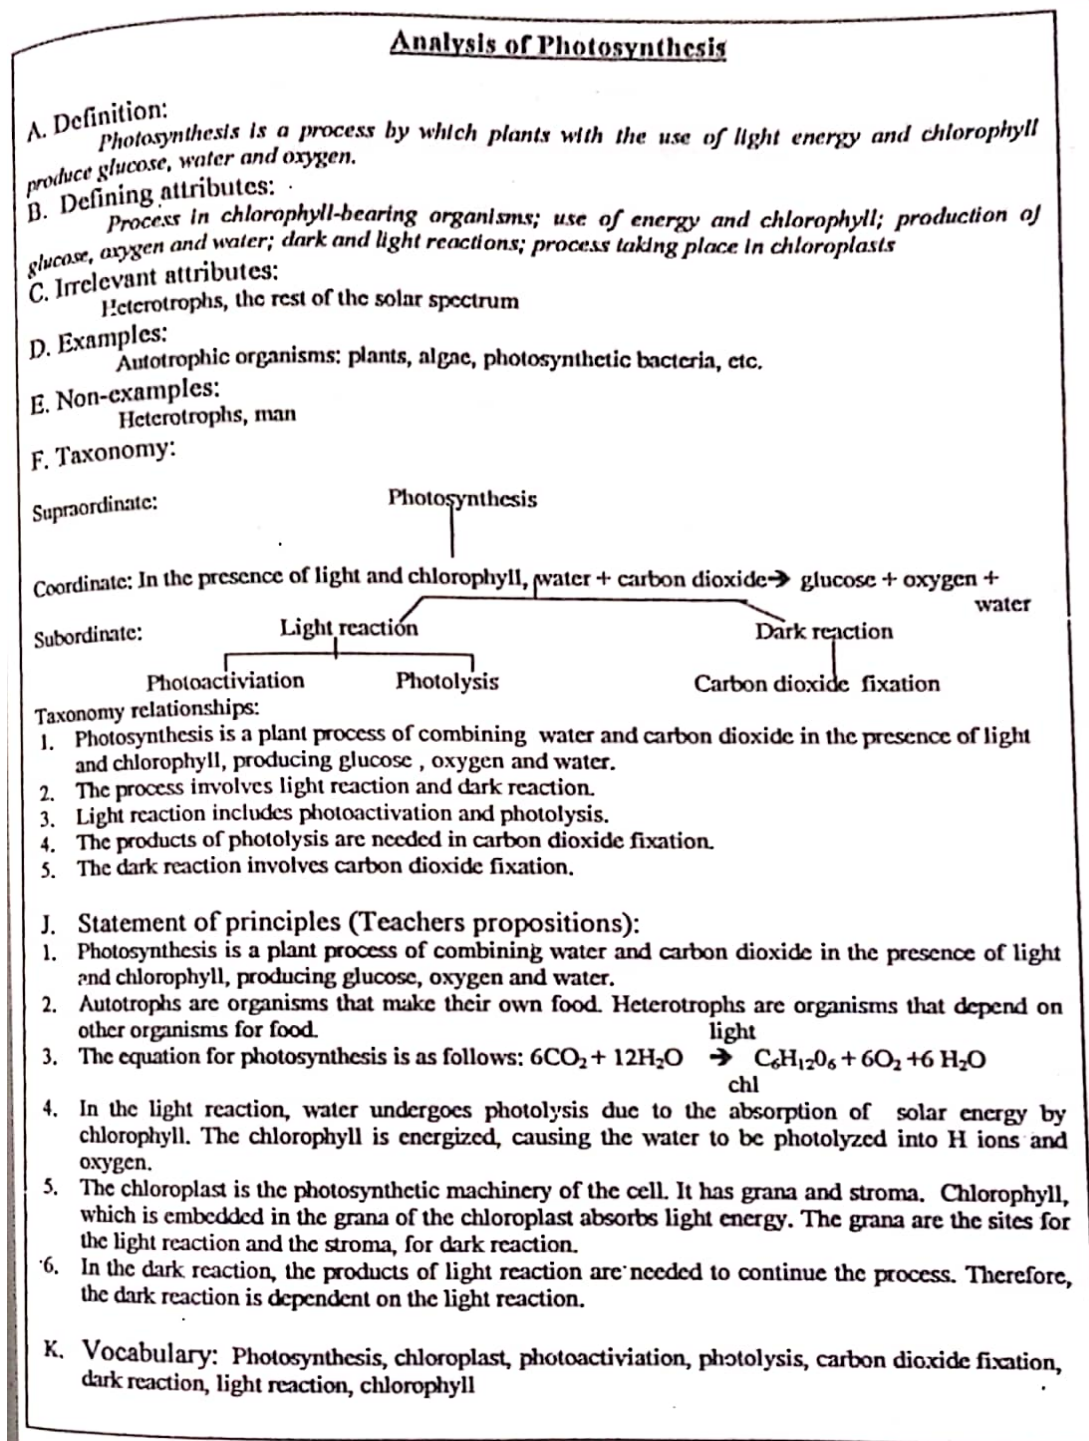 Analysis of Photosynthesis
A. Definition:
Photosynthesis is a process by which plants with the use of light energy and chlorophyll
produce glucose, water and oxygen.
B. Defining attributes:
Process in chlorophyll-bearing organisms; use of energy and chlorophyll; production of
glucose, oxygen and water; dark and light reactions; process taking place in chloroplasts
C. Irrelevant attributes:
Heterotrophs, the rest of the solar spectrum
D. Examples:
Autotrophic organisms: plants, algae, photosynthetic bacteria, etc.
E. Non-examples:
Heterotrophs, man
F. Taxonomy:
Supraordinate: Photosynthesis
Coordinate: In the presence of light and chlorophyll, water + carbon dioxide→ glucose + oxygen +
water
Subordinate: Light reaction Dark reaction
Photoactiviation Photolysis Carbon dioxide fixation
Taxonomy relationships:
1. Photosynthesis is a plant process of combining water and carbon dioxide in the presence of light
and chlorophyll, producing glucose , oxygen and water.
2. The process involves light reaction and dark reaction.
3. Light reaction includes photoactivation and photolysis.
4. The products of photolysis are needed in carbon dioxide fixation.
5. The dark reaction involves carbon dioxide fixation.
J. Statement of principles (Teachers propositions):
1. Photosynthesis is a plant process of combining water and carbon dioxide in the presence of light
and chlorophyll, producing glucose, oxygen and water.
2. Autotrophs are organisms that make their own food. Heterotrophs are organisms that depend on
other organisms for food.
light
3. The equation for photosynthesis is as follows: 6CO₂ + 12H₂O → C₆H₁₂0₆ + 6O₂ +6 H₂O
chl
4. In the light reaction, water undergoes photolysis due to the absorption of solar energy by
chlorophyll. The chlorophyll is energized, causing the water to be photolyzed into H ions and
oxygen.
5. The chloroplast is the photosynthetic machinery of the cell. It has grana and stroma. Chlorophyll,
which is embedded in the grana of the chloroplast absorbs light energy. The grana are the sites for
the light reaction and the stroma, for dark reaction.
6. In the dark reaction, the products of light reaction are needed to continue the process. Therefore,
the dark reaction is dependent on the light reaction.
K. Vocabulary: Photosynthesis, chloroplast, photoactiviation, photolysis, carbon dioxide fixation,
dark reaction, light reaction, chlorophyll